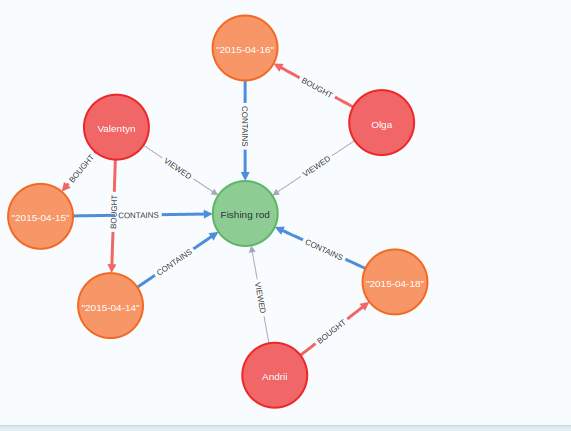 "2015-04-16"
BOUGHT
CONTAINS
Olga
Valentyn
VIEWED
VIEWED
BOUGHT
BOUGHT
"2015-04-15"
CONTAINS
Fishing rod
CONTAINS
CONTAINS
"2015-04-18"
VIEWED
"2015-04-14"
BOUGHT
Andrii